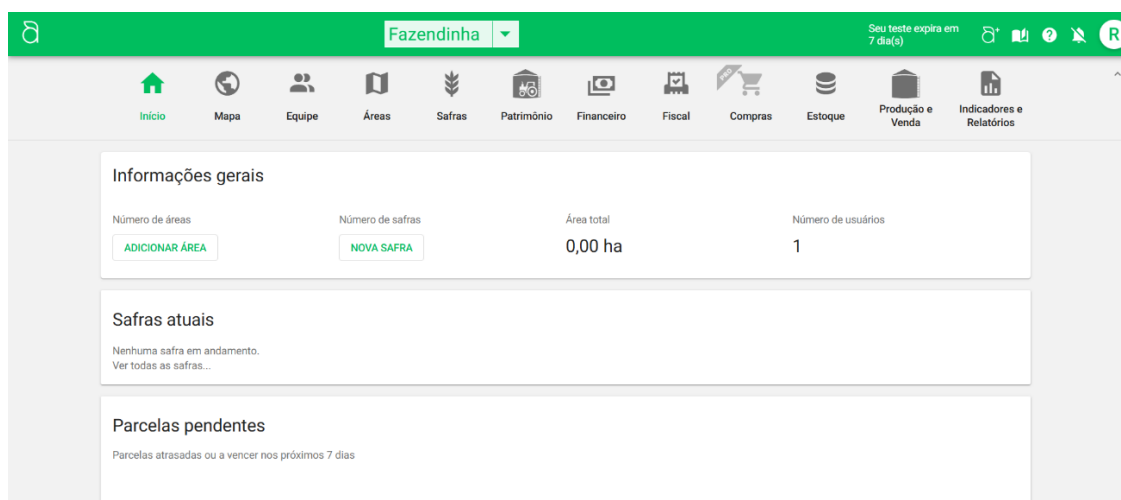 Fazendinha
Seu teste expira em
7 dia(s)
R
Início
Mapa
Equipe
Áreas
Safras
Patrimônio
Financeiro
Fiscal
PRO
Compras
Estoque
Produção e
Venda
Indicadores e
Relatórios
Informações gerais
Número de áreas
Número de safras
Área total
Número de usuários
ADICIONAR ÁREA
NOVA SAFRA
0,00 ha
1
Safras atuais
Nenhuma safra em andamento.
Ver todas as safras...
Parcelas pendentes
Parcelas atrasadas ou a vencer nos próximos 7 dias